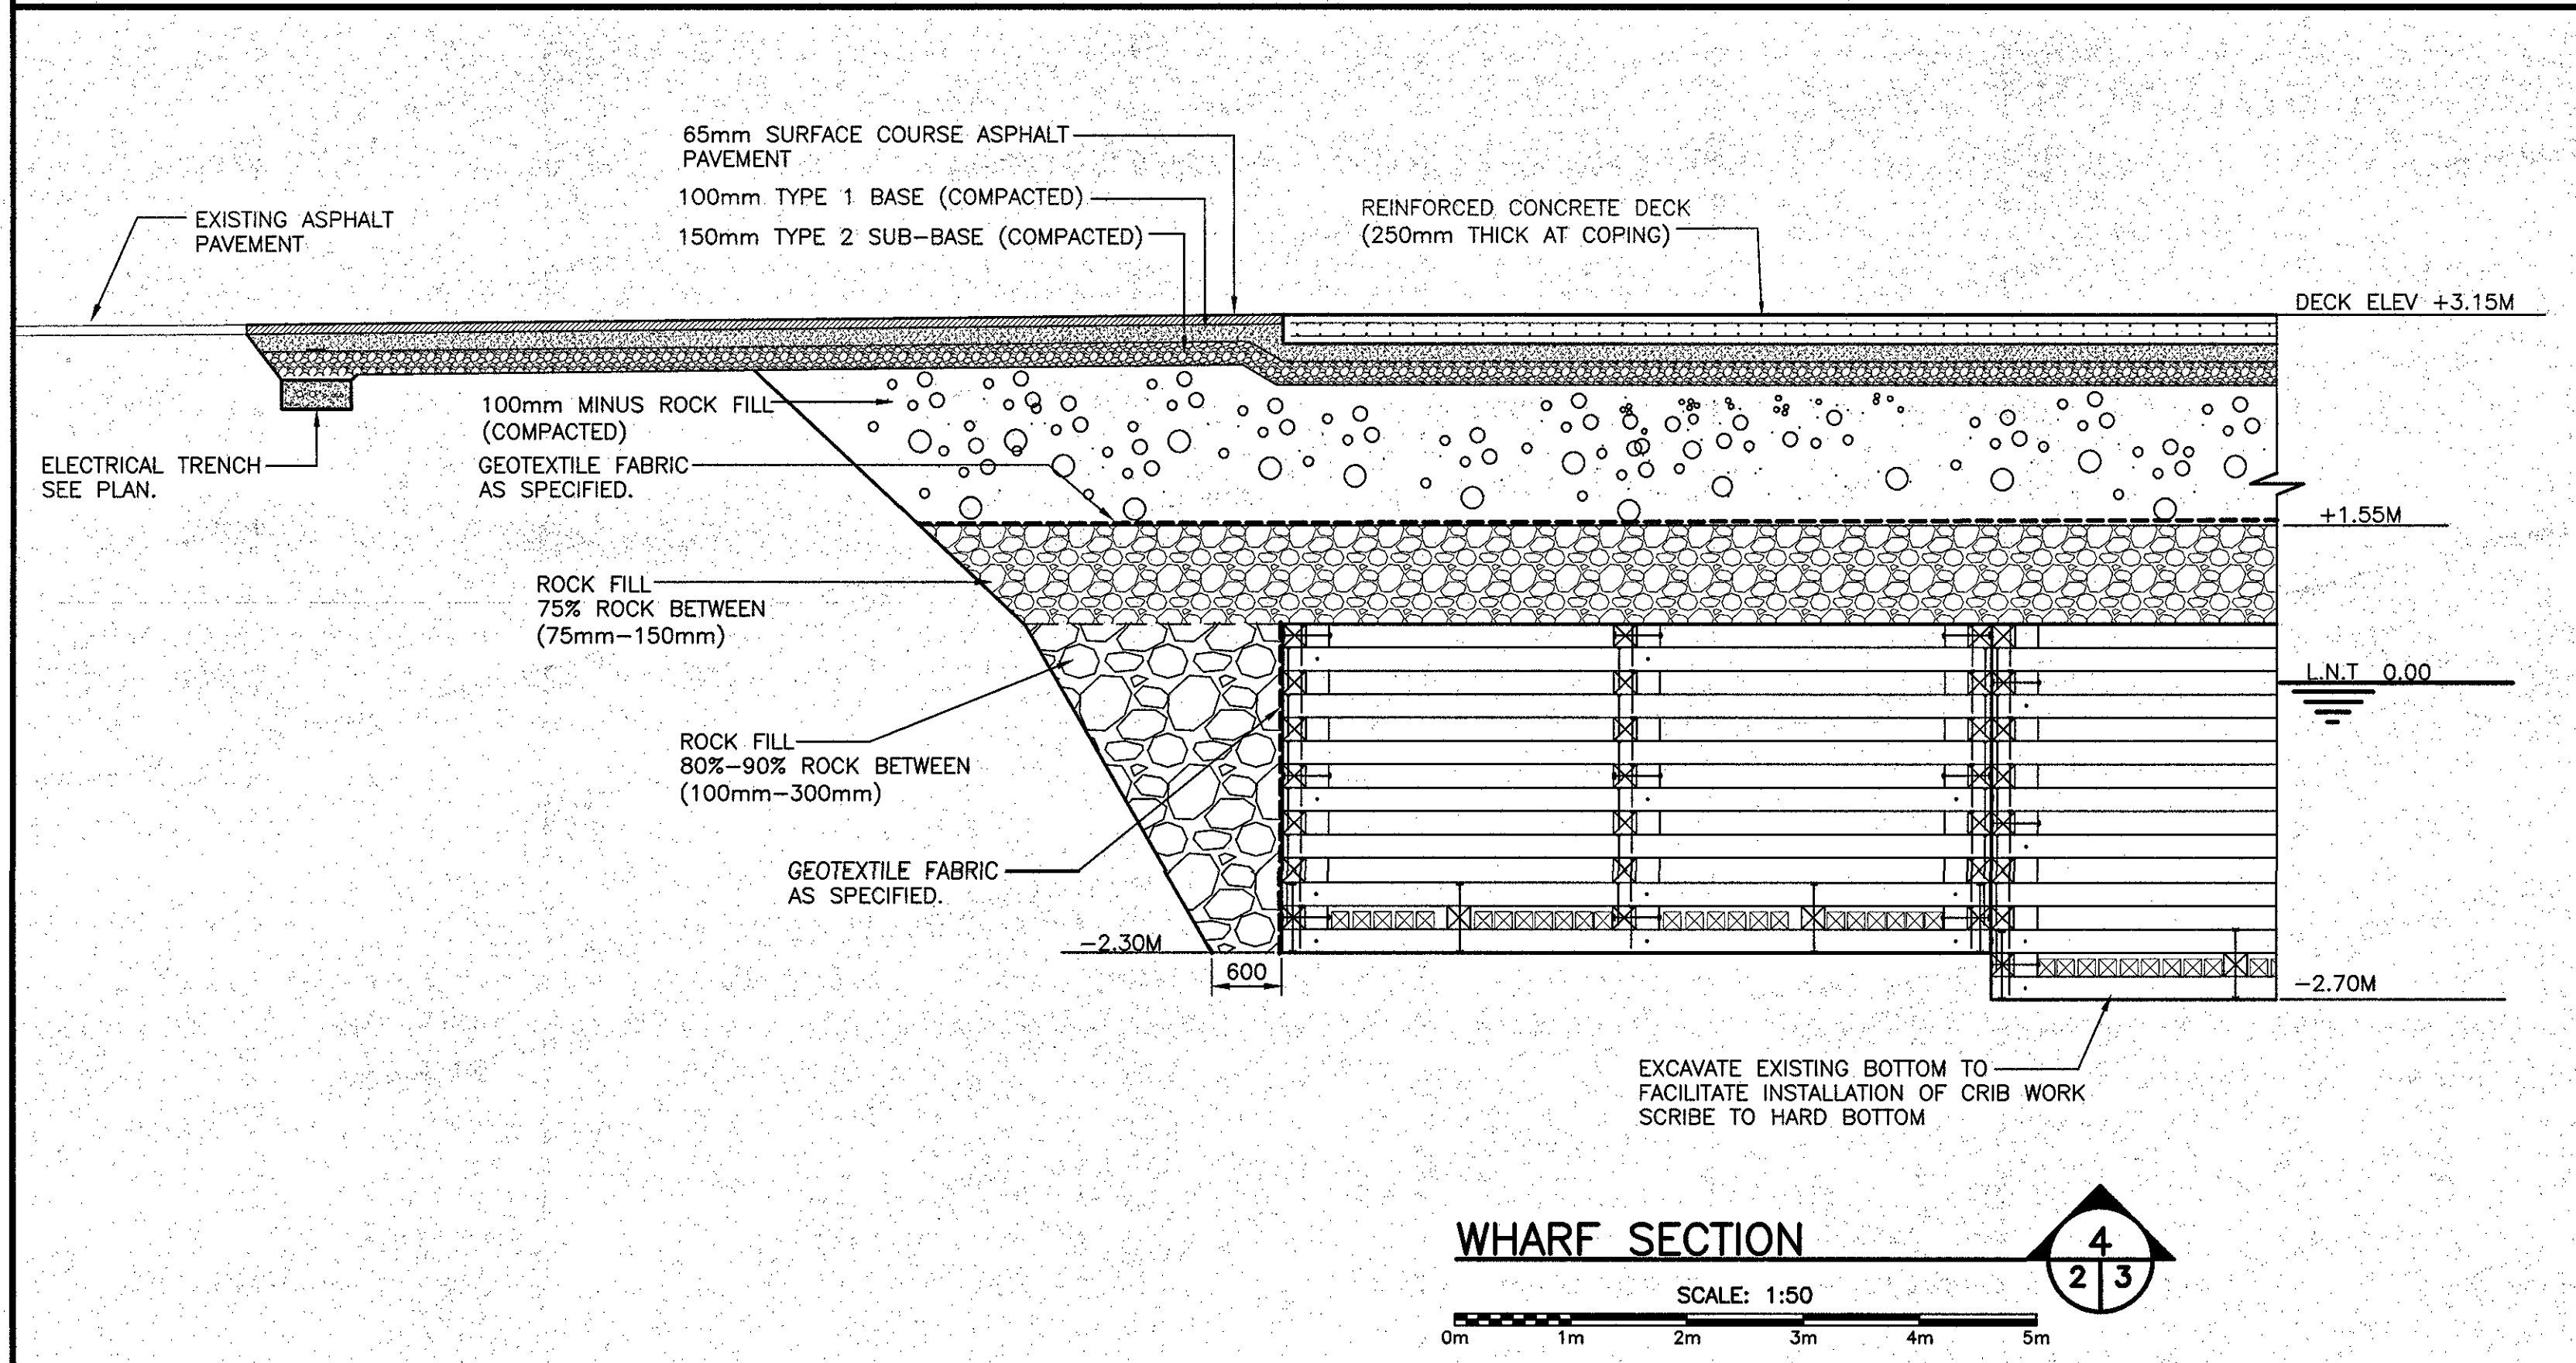 65mm SURFACE COURSE ASPHALT
PAVEMENT
100mm TYPE 1 BASE (COMPACTED)
150mm TYPE 2 SUB-BASE (COMPACTED)
EXISTING ASPHALT
PAVEMENT
REINFORCED CONCRETE DECK
(250mm THICK AT COPING)
DECK ELEV +3.15M
100mm MINUS ROCK FILL
(COMPACTED)
ELECTRICAL TRENCH
SEE PLAN.
GEOTEXTILE FABRIC
AS SPECIFIED.
+1.55M
ROCK FILL
75% ROCK BETWEEN
(75mm-150mm)
L.N.T 0.00
ROCK FILL
80%-90% ROCK BETWEEN
(100mm-300mm)
GEOTEXTILE FABRIC
AS SPECIFIED.
-2.30M
600
-2.70M
EXCAVATE EXISTING BOTTOM TO
FACILITATE INSTALLATION OF CRIB WORK
SCRIBE TO HARD BOTTOM
WHARF SECTION
4
2 3
SCALE: 1:50
0m 1m 2m 3m 4m 5m